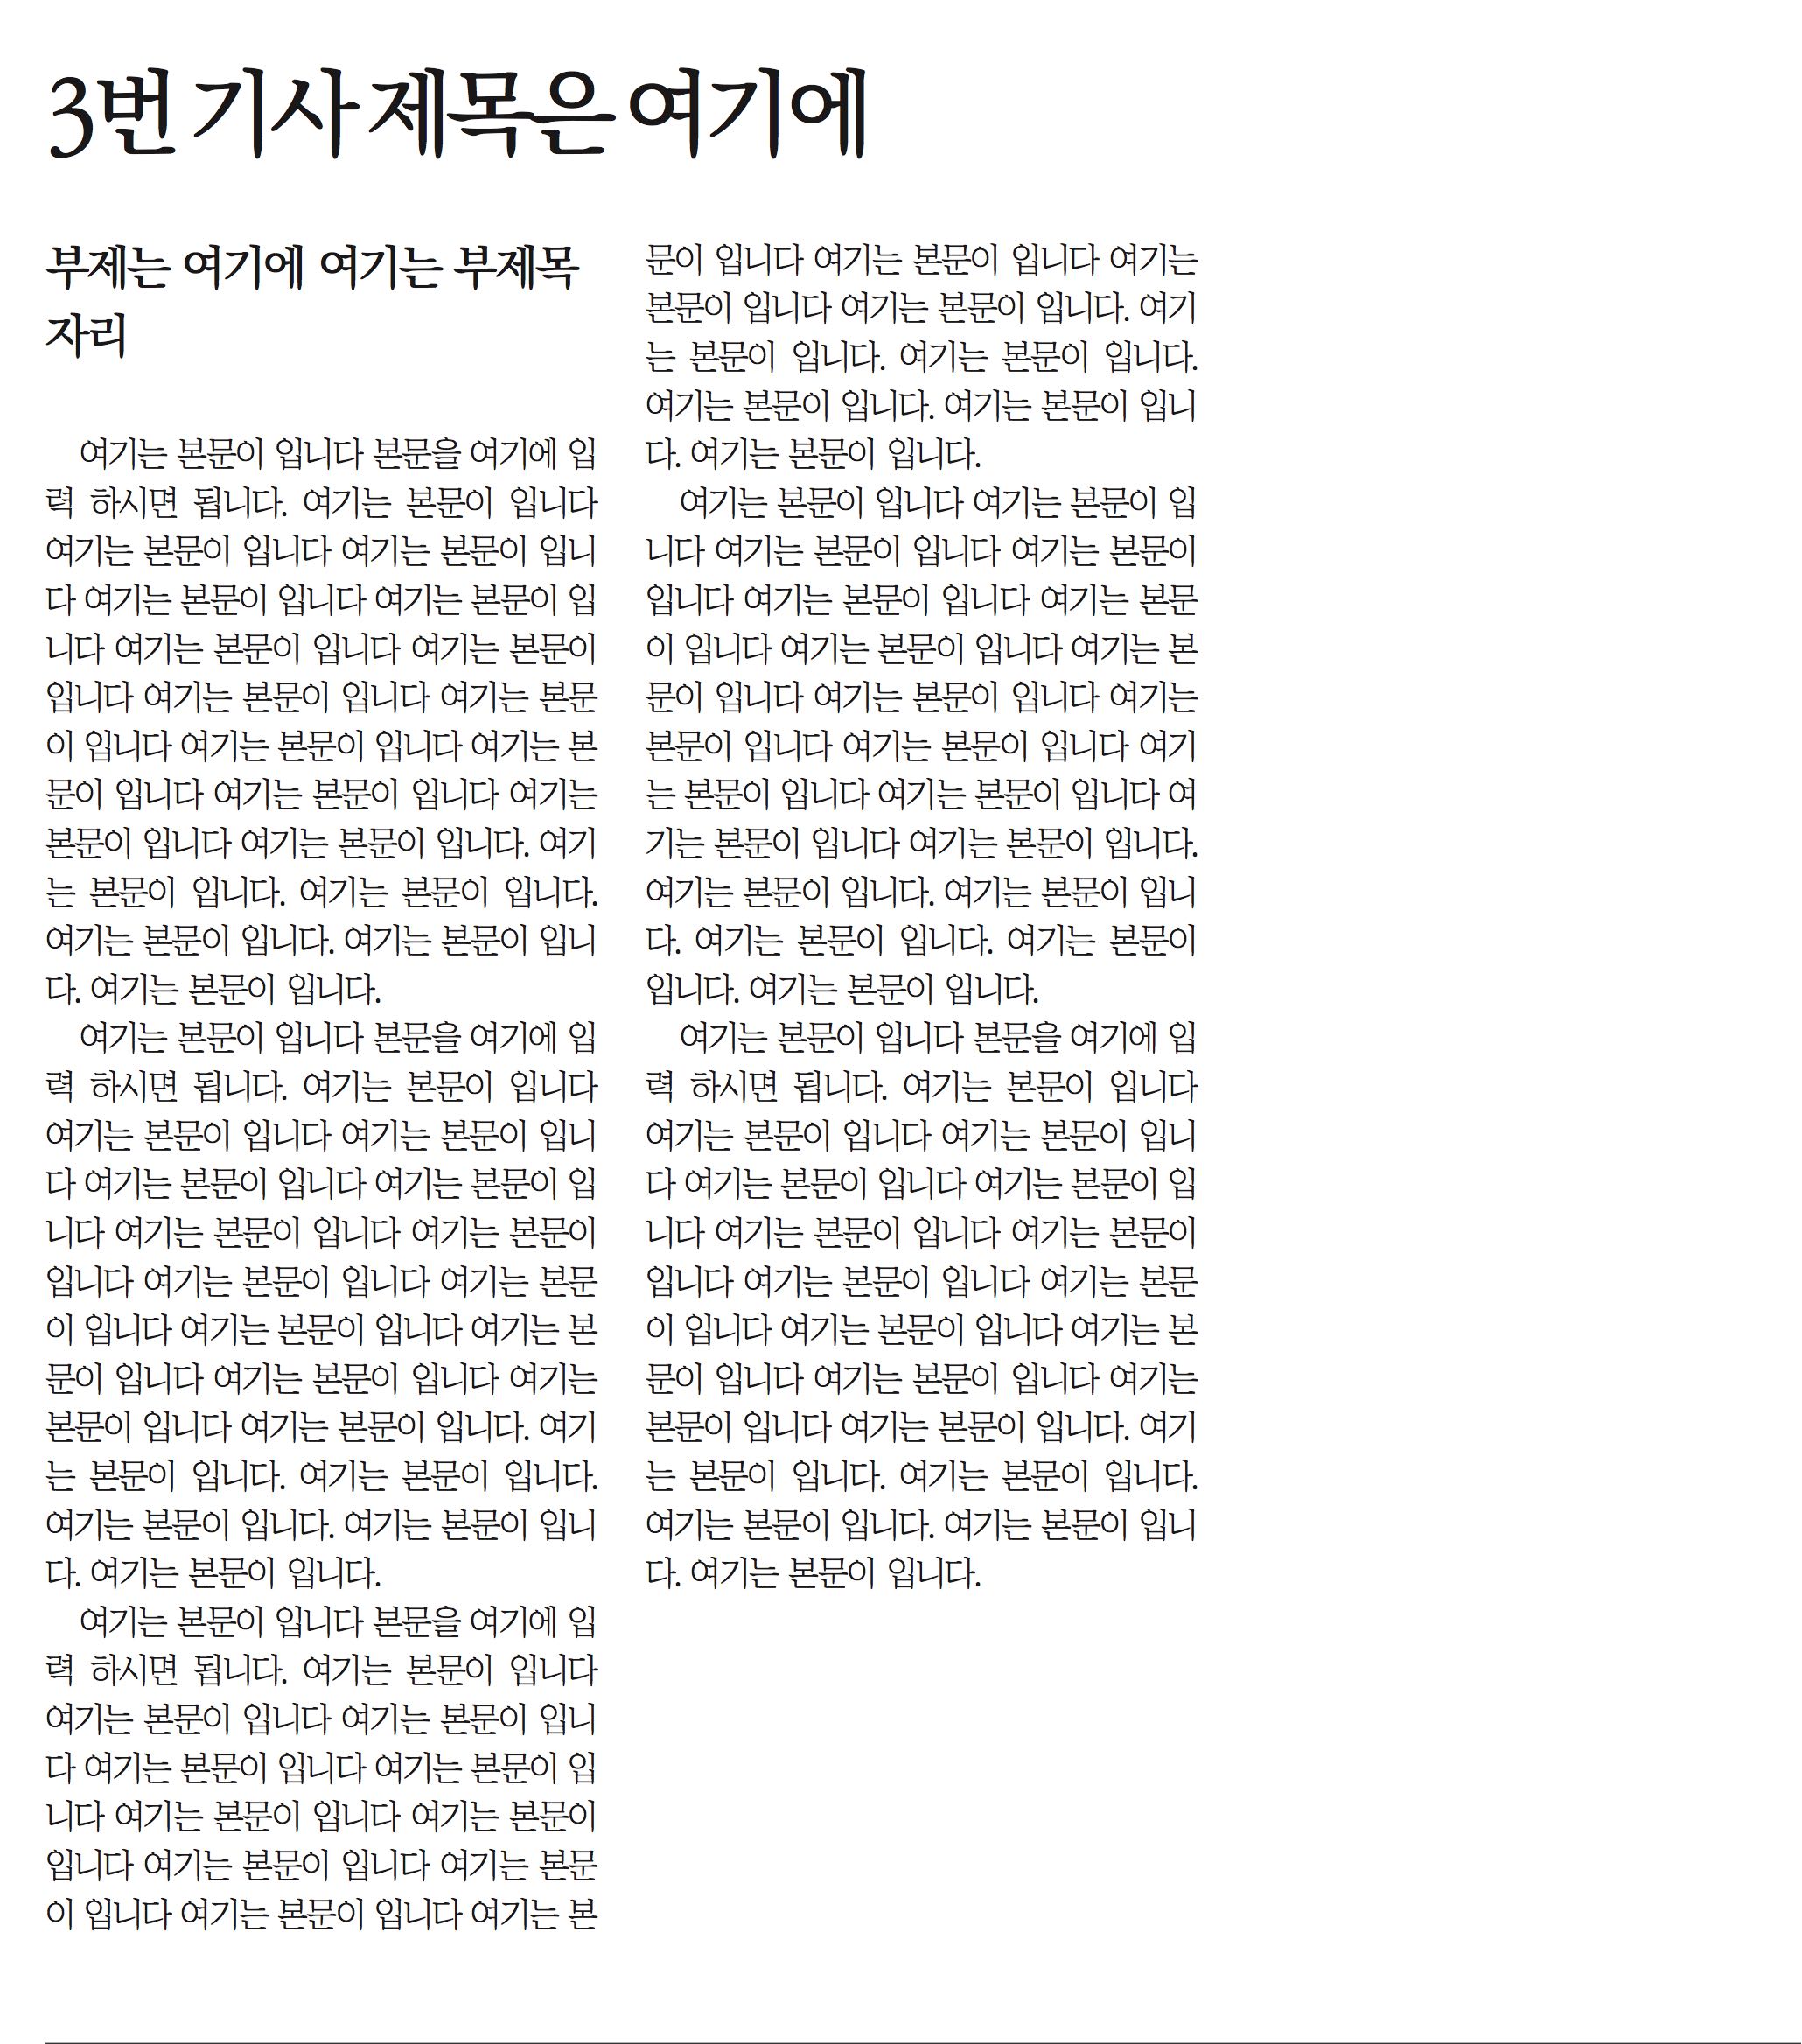 3번 기사 제목은 여기에
부제는 여기에 여기는 부제목
자리
여기는 본문이 입니다 본문을 여기에 입
력 하시면 됩니다. 여기는 본문이 입니다
여기는 본문이 입니다 여기는 본문이 입니
다 여기는 본문이 입니다 여기는 본문이 입
니다 여기는 본문이 입니다 여기는 본문이
입니다 여기는 본문이 입니다 여기는 본문
이 입니다 여기는 본문이 입니다 여기는 본
문이 입니다 여기는 본문이 입니다 여기는
본문이 입니다 여기는 본문이 입니다. 여기
는 본문이 입니다. 여기는 본문이 입니다.
여기는 본문이 입니다. 여기는 본문이 입니
다. 여기는 본문이 입니다.
여기는 본문이 입니다 본문을 여기에 입
력 하시면 됩니다. 여기는 본문이 입니다
여기는 본문이 입니다 여기는 본문이 입니
다 여기는 본문이 입니다 여기는 본문이 입
니다 여기는 본문이 입니다 여기는 본문이
입니다 여기는 본문이 입니다 여기는 본문
이 입니다 여기는 본문이 입니다 여기는 본
문이 입니다 여기는 본문이 입니다 여기는
본문이 입니다 여기는 본문이 입니다. 여기
는 본문이 입니다. 여기는 본문이 입니다.
여기는 본문이 입니다. 여기는 본문이 입니
다. 여기는 본문이 입니다.
여기는 본문이 입니다 본문을 여기에 입
력 하시면 됩니다. 여기는 본문이 입니다
여기는 본문이 입니다 여기는 본문이 입니
다 여기는 본문이 입니다 여기는 본문이 입
니다 여기는 본문이 입니다 여기는 본문이
입니다 여기는 본문이 입니다 여기는 본문
이 입니다 여기는 본문이 입니다 여기는 본
문이 입니다 여기는 본문이 입니다 여기는
본문이 입니다 여기는 본문이 입니다. 여기
는 본문이 입니다. 여기는 본문이 입니다.
여기는 본문이 입니다. 여기는 본문이 입니
다. 여기는 본문이 입니다.
여기는 본문이 입니다 여기는 본문이 입
니다 여기는 본문이 입니다 여기는 본문이
입니다 여기는 본문이 입니다 여기는 본문
이 입니다 여기는 본문이 입니다 여기는 본
문이 입니다 여기는 본문이 입니다 여기는
본문이 입니다 여기는 본문이 입니다 여기
는 본문이 입니다 여기는 본문이 입니다 여
기는 본문이 입니다 여기는 본문이 입니다.
여기는 본문이 입니다. 여기는 본문이 입니
다. 여기는 본문이 입니다. 여기는 본문이
입니다. 여기는 본문이 입니다.
여기는 본문이 입니다 본문을 여기에 입
력 하시면 됩니다. 여기는 본문이 입니다
여기는 본문이 입니다 여기는 본문이 입니
다 여기는 본문이 입니다 여기는 본문이 입
니다 여기는 본문이 입니다 여기는 본문이
입니다 여기는 본문이 입니다 여기는 본문
이 입니다 여기는 본문이 입니다 여기는 본
문이 입니다 여기는 본문이 입니다 여기는
본문이 입니다 여기는 본문이 입니다. 여기
는 본문이 입니다. 여기는 본문이 입니다.
여기는 본문이 입니다. 여기는 본문이 입니
다. 여기는 본문이 입니다.